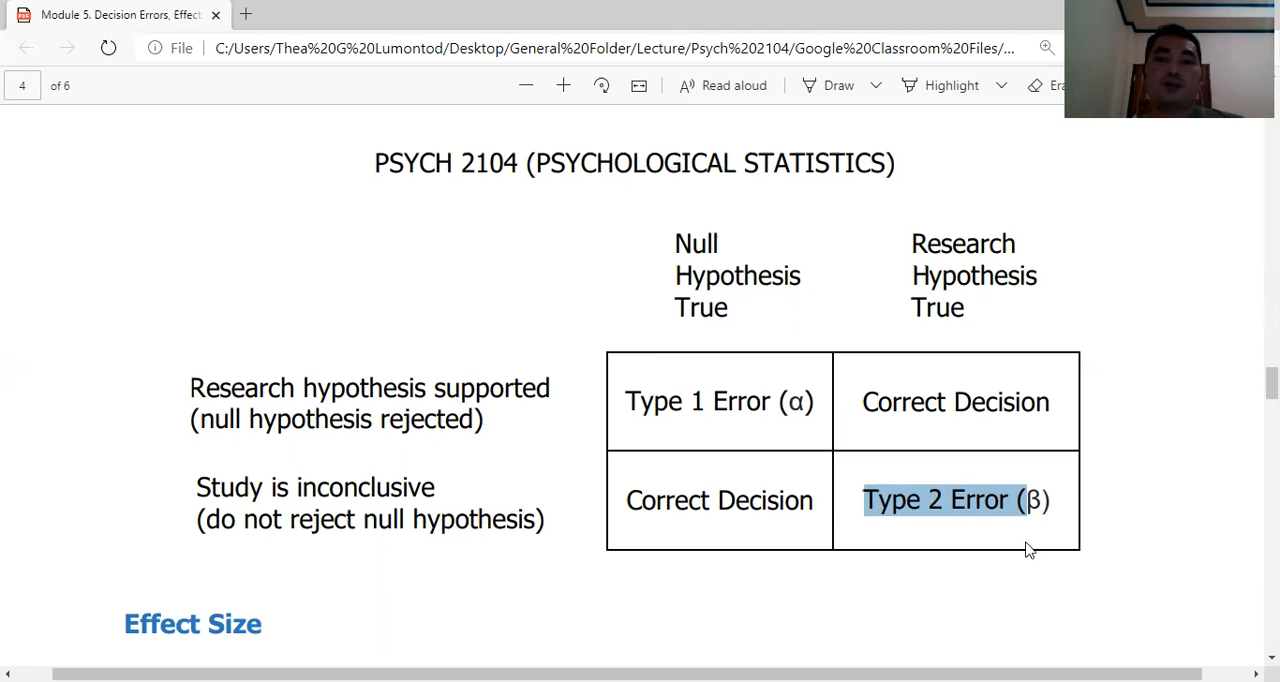 Module 5. Decision Errors, Effect
File
C:/Users/Thea%20G%20Lumontod/Desktop/General%20Folder/Lecture/Psych%202104/Google%20Classroom%20Files/...
4 of 6
Read aloud
Draw
Highlight
Era
PSYCH 2104 (PSYCHOLOGICAL STATISTICS)
Null
Hypothesis
True
Research
Hypothesis
True
Research hypothesis supported
(null hypothesis rejected)
Type 1 Error (α)
Correct Decision
Study is inconclusive
(do not reject null hypothesis)
Correct Decision
Type 2 Error (β)
Effect Size